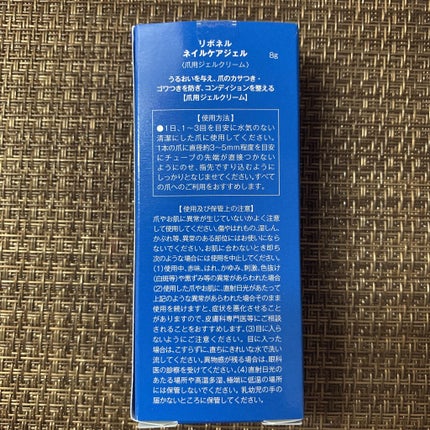 リボネル
ネイルケアジェル 8g
〈爪用ジェルクリーム〉
うるおいを与え、爪のカサつき・
ゴワつきを防ぎ、コンディションを整える
【爪用ジェルクリーム】
【使用方法】
●1日、1〜3回を目安に水気のない
清潔にした爪に使用してください。
1本の爪に直径約3〜5mm程度を目安
にチューブの先端が直接つかない
ようにのせ、指先ですり込むように
しっかりとなじませてください。すべて
の爪へのご利用をおすすめします。
【使用及び保管上の注意】
爪やお肌に異常が生じていないかよく注意
して使用してください。傷やはれもの、湿しん、
かぶれ等、異常のある部位にはお使いになら
ないでください。お肌に合わないとき即ち
次のような場合には使用を中止してください。
(1)使用中、赤味、はれ、かゆみ、刺激、色抜け
(白斑等)や黒ずみ等の異常があらわれた場合
(2)使用した爪やお肌に、直射日光があたって
上記のような異常があらわれた場合そのまま
使用を続けますと、症状を悪化させること
がありますので、皮膚科専門医等にご相談
されることをおすすめします。(3)目に入ら
ないようにご注意ください。目に入った
場合は、こすらずに、直ちにきれいな水で洗い
流してください。異物感が残る場合は、眼科
医の診察を受けてください。(4)直射日光の
あたる場所や高温多湿、極端に低温の場所
には保管しないでください。乳幼児の手の
届かないところに保管してください。